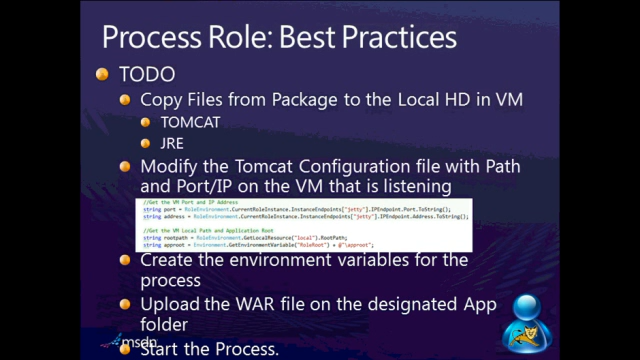 Process Role: Best Practices
TODO
Copy Files from Package to the Local HD in VM
TOMCAT
JRE
Modify the Tomcat Configuration file with Path
and Port/IP on the VM that is listening
//Get the VM Port and IP Address
string port = RoleEnvironment.CurrentRoleInstance.InstanceEndpoints["jetty"].IPEndpoint.Port.ToString();
string address = RoleEnvironment.CurrentRoleInstance.InstanceEndpoints["jetty"].IPEndpoint.Address.ToString();
//Get the VM Local Path and Application Root
string rootpath = RoleEnvironment.GetLocalResource("local").RootPath;
string approot = Environment.GetEnvironmentVariable("RoleRoot") + @"\approot";
Create the environment variables for the
process
Upload the WAR file on the designated App
folder
Start the Process.
msdn